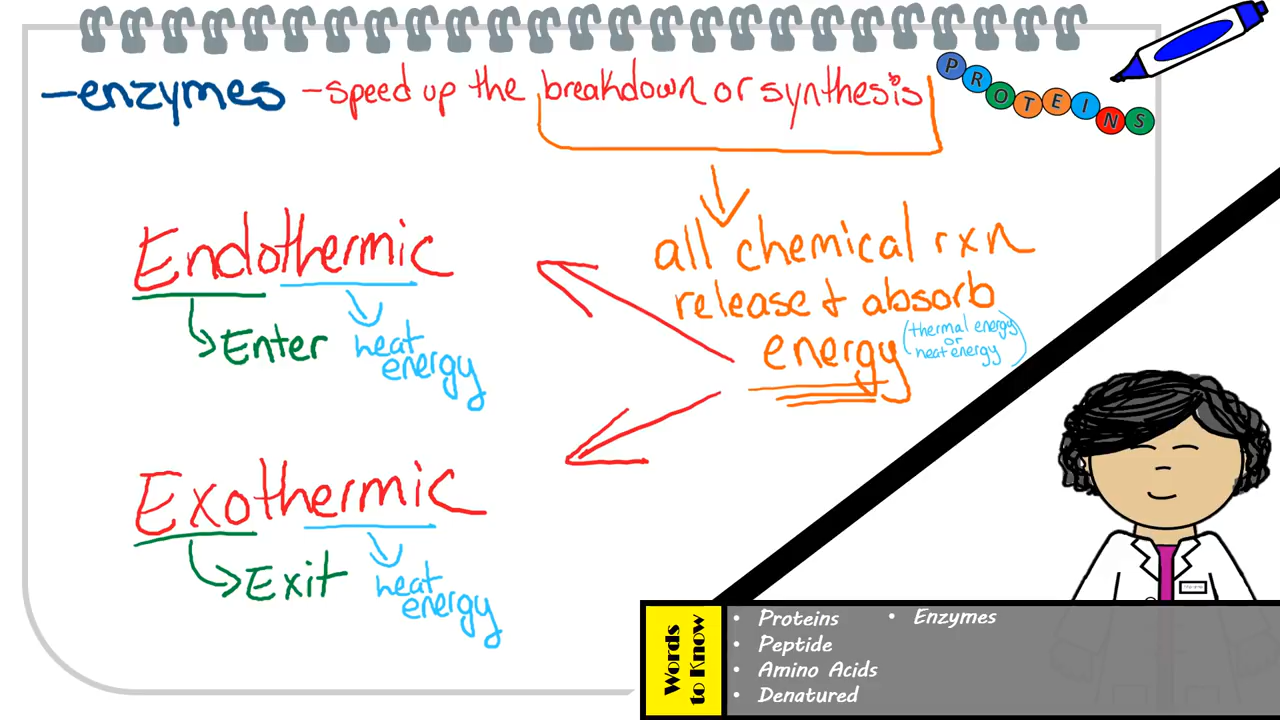 -enzymes -speed up the breakdown or synthesis
PROTEINS
all chemical rxn
release & absorb
energy (thermal energy
or
heat energy)
Endothermic
Enter
heat
energy
Exothermic
Exit
heat
energy
Words
to Know
• Proteins
• Peptide
• Amino Acids
• Denatured
• Enzymes